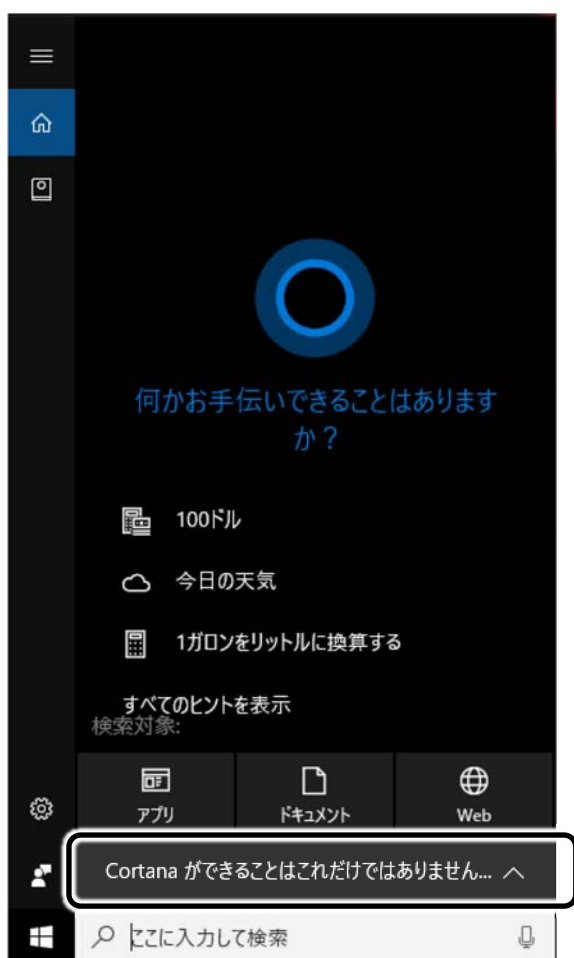 何かお手伝いできることはあります
か？
100ドル
今日の天気
1ガロンをリットルに換算する
すべてのヒントを表示
検索対象:
アプリ
ドキュメント
Web
Cortana ができることはこれだけではありません...
ここに入力して検索